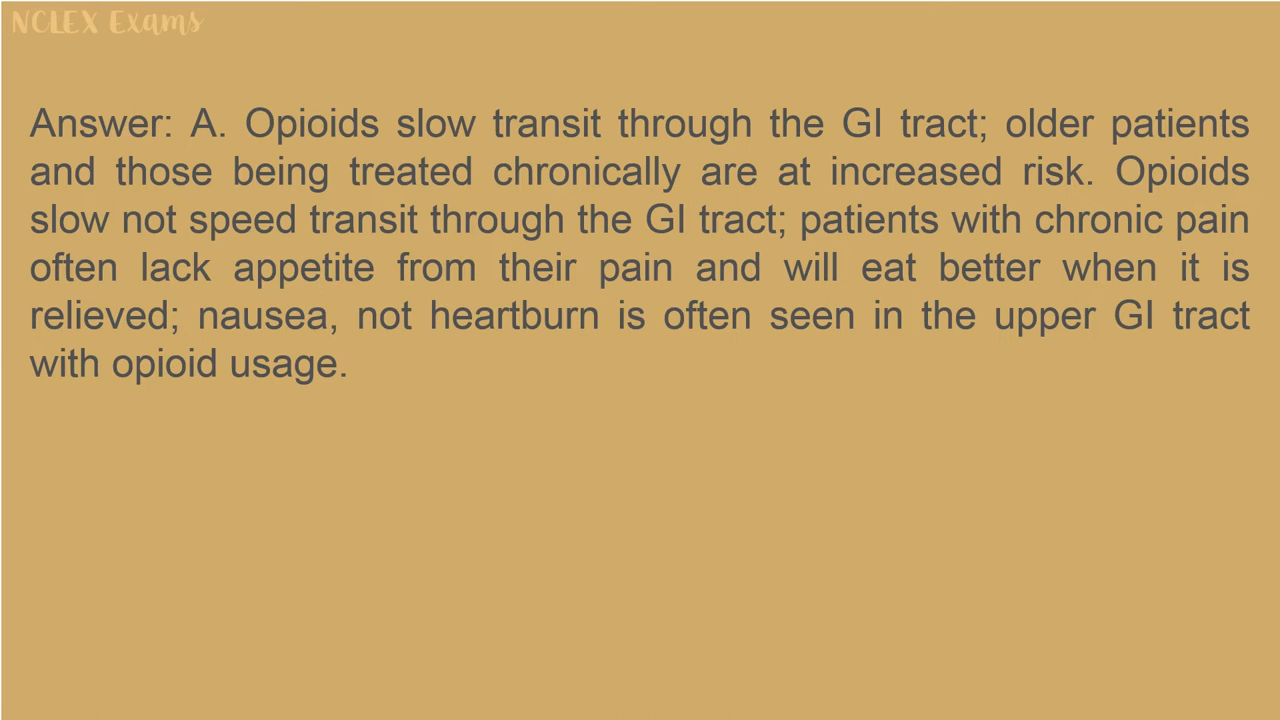 NCLEX Exams
Answer: A. Opioids slow transit through the GI tract; older patients
and those being treated chronically are at increased risk. Opioids
slow not speed transit through the GI tract; patients with chronic pain
often lack appetite from their pain and will eat better when it is
relieved; nausea, not heartburn is often seen in the upper GI tract
with opioid usage.